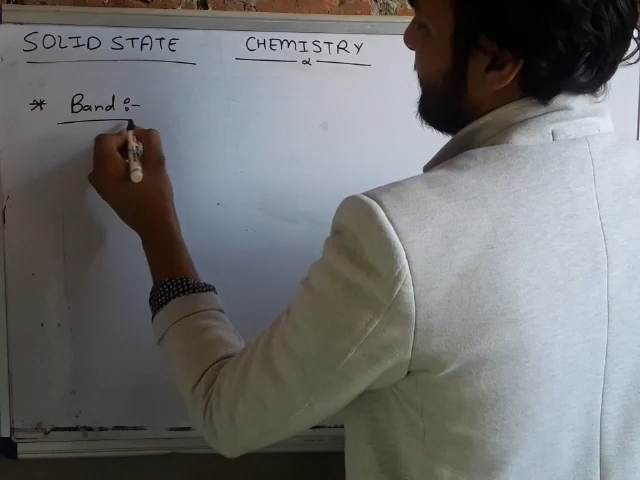 SOLID STATE CHEMISTRY
* Band :-